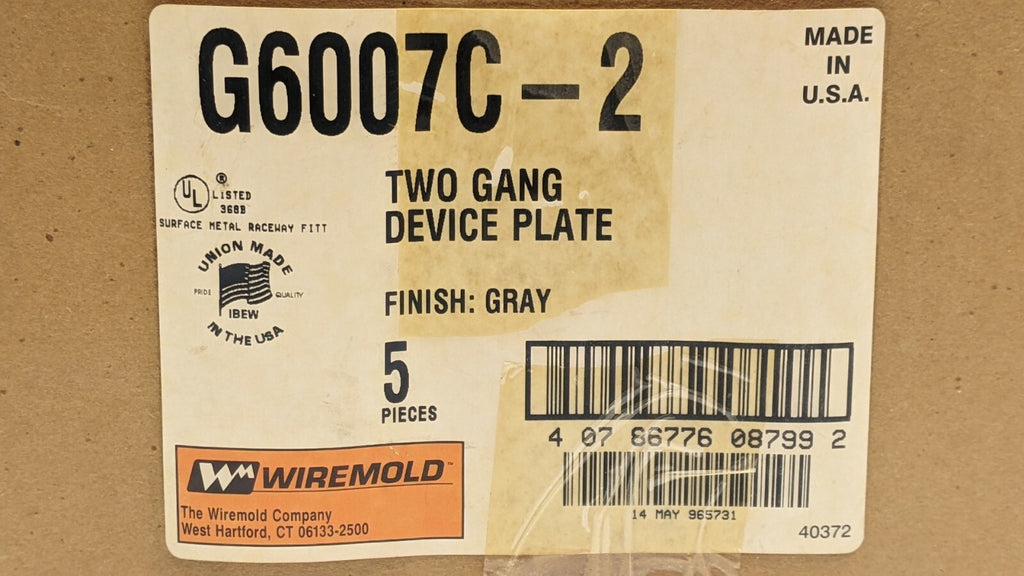 G6007C-2
MADE
IN
U.S.A.
UL ® LISTED
368B
SURFACE METAL RACEWAY FITT
TWO GANG
DEVICE PLATE
UNION MADE
PRIDE QUALITY
IBEW
IN THE USA
FINISH: GRAY
5
PIECES
4 07 86776 08799 2
WIREMOLD™
The Wiremold Company
West Hartford, CT 06133-2500
14 MAY 965731
40372